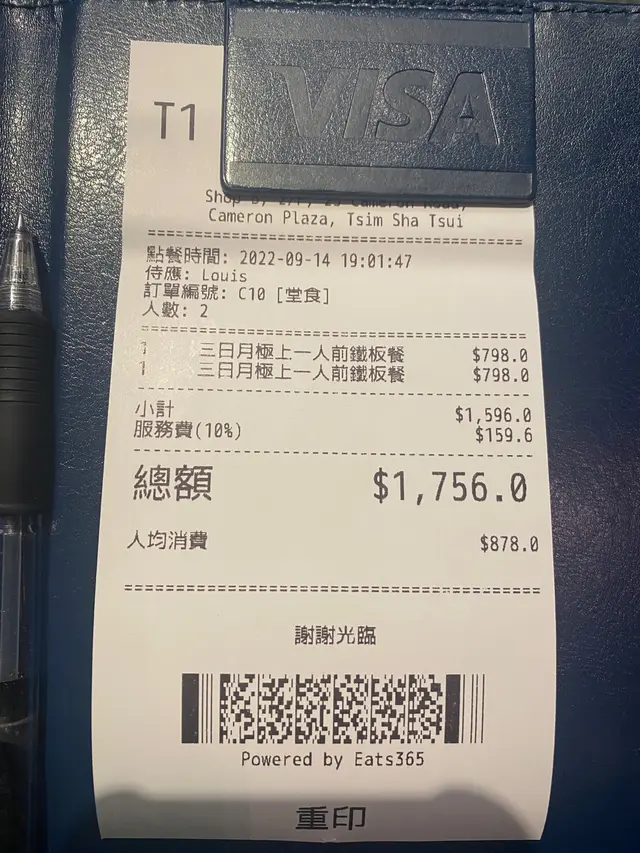 VISA
T1
Cameron Plaza, Tsim Sha Tsui
點餐時間: 2022-09-14 19:01:47
侍應: Louis
訂單編號: C10 [堂食]
人數: 2
1 三日月極上一人前鐵板餐 $798.0
1 三日月極上一人前鐵板餐 $798.0
小計 $1,596.0
服務費(10%) $159.6
總額 $1,756.0
人均消費 $878.0
謝謝光臨
Powered by Eats365
重印